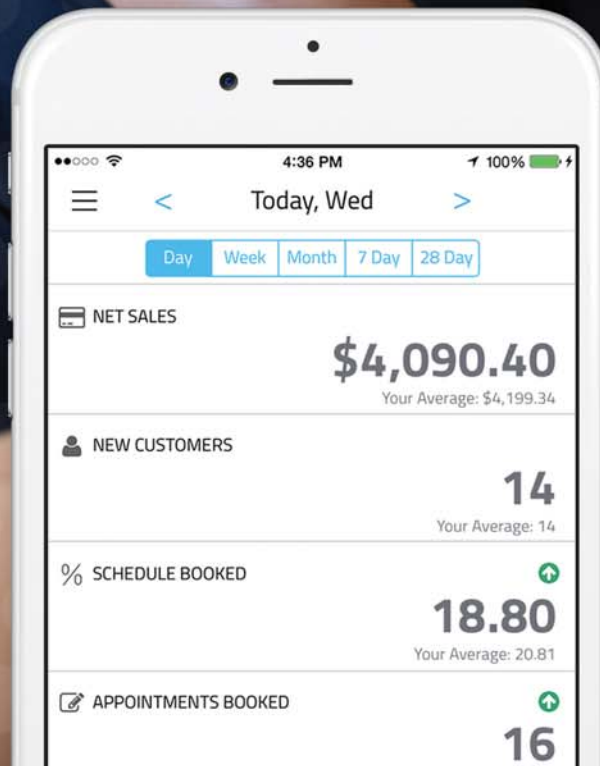 4:36 PM 100%
< Today, Wed >
Day Week Month 7 Day 28 Day
NET SALES
$4,090.40
Your Average: $4,199.34
NEW CUSTOMERS
14
Your Average: 14
% SCHEDULE BOOKED
18.80
Your Average: 20.81
APPOINTMENTS BOOKED
16